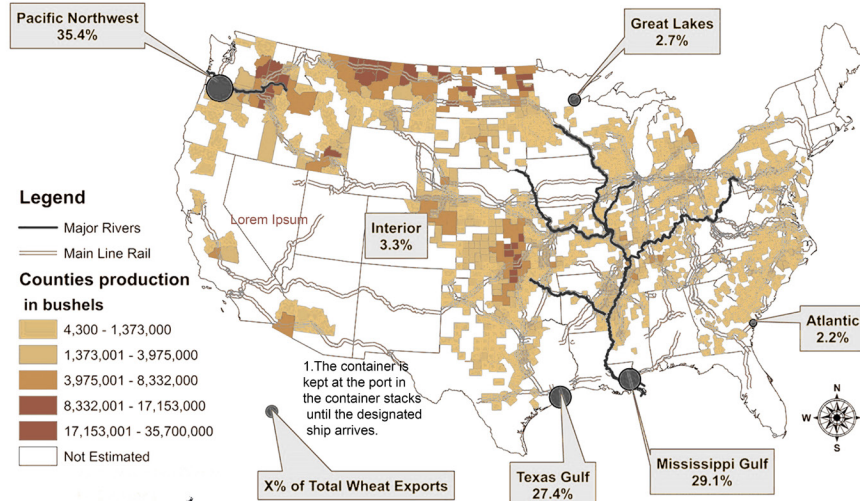 Pacific Northwest
35.4%
Great Lakes
2.7%
Legend
Major Rivers
Main Line Rail
Lorem Ipsum
Interior
3.3%
Counties production
in bushels
4,300 - 1,373,000
1,373,001 - 3,975,000
3,975,001 - 8,332,000
8,332,001 - 17,153,000
17,153,001 - 35,700,000
Not Estimated
1.The container is
kept at the port in
the container stacks
until the designated
ship arrives.
Atlantic
2.2%
N
W
E
S
X% of Total Wheat Exports
Texas Gulf
27.4%
Mississippi Gulf
29.1%